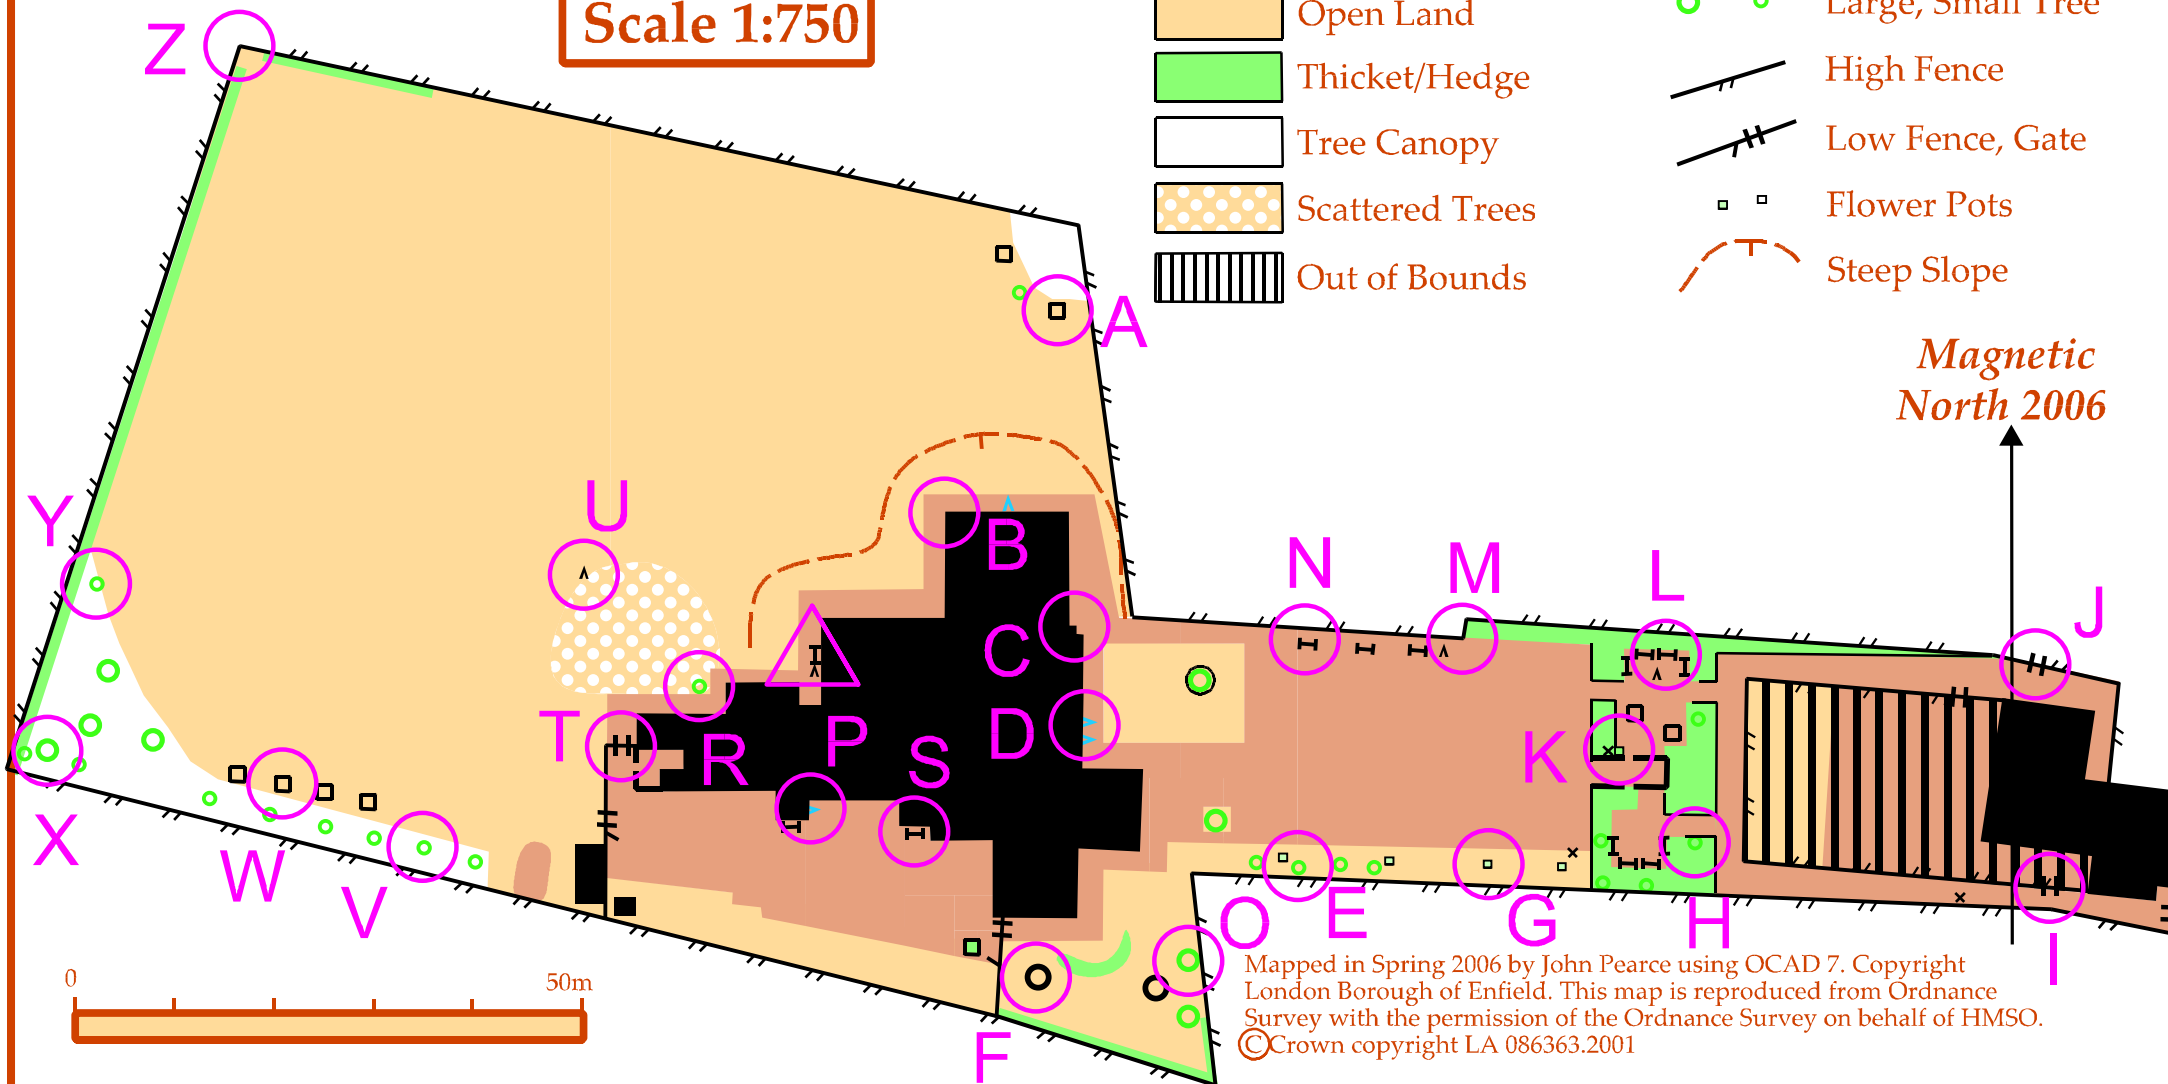 Scale 1:750
Open Land
Thicket/Hedge
Tree Canopy
Scattered Trees
Out of Bounds
Large, Small Tree
High Fence
Low Fence, Gate
Flower Pots
Steep Slope
Magnetic
North 2006
Z
A
Y
U
B
N
M
L
J
C
T
R
P
S
D
K
X
W
V
O
E
G
H
I
F
0
50m
Mapped in Spring 2006 by John Pearce using OCAD 7. Copyright
London Borough of Enfield. This map is reproduced from Ordnance
Survey with the permission of the Ordnance Survey on behalf of HMSO.
©Crown copyright LA 086363.2001